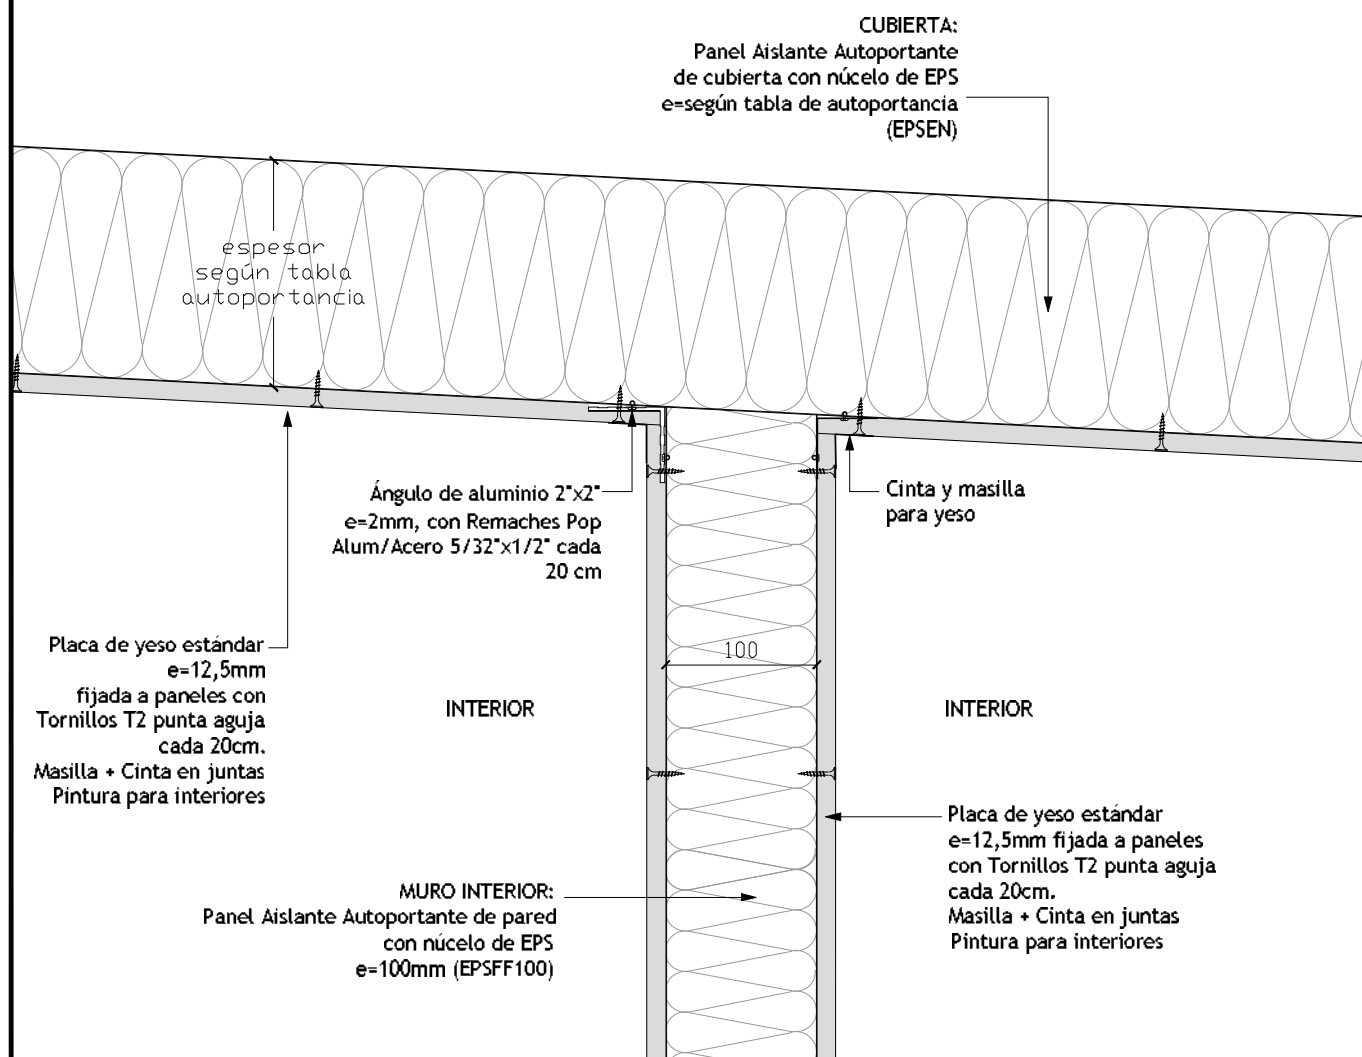 CUBIERTA:
Panel Aislante Autoportante
de cubierta con núcelo de EPS
e=según tabla de autoportancia
(EPSEN)
espesor
según tabla
autoportancia
Ángulo de aluminio 2"x2"
e=2mm, con Remaches Pop
Alum/Acero 5/32"x1/2" cada
20 cm
Cinta y masilla
para yeso
Placa de yeso estándar
e=12,5mm
fijada a paneles con
Tornillos T2 punta aguja
cada 20cm.
Masilla + Cinta en juntas
Pintura para interiores
100
INTERIOR
INTERIOR
Placa de yeso estándar
e=12,5mm fijada a paneles
con Tornillos T2 punta aguja
cada 20cm.
Masilla + Cinta en juntas
Pintura para interiores
MURO INTERIOR:
Panel Aislante Autoportante de pared
con núcelo de EPS
e=100mm (EPSFF100)